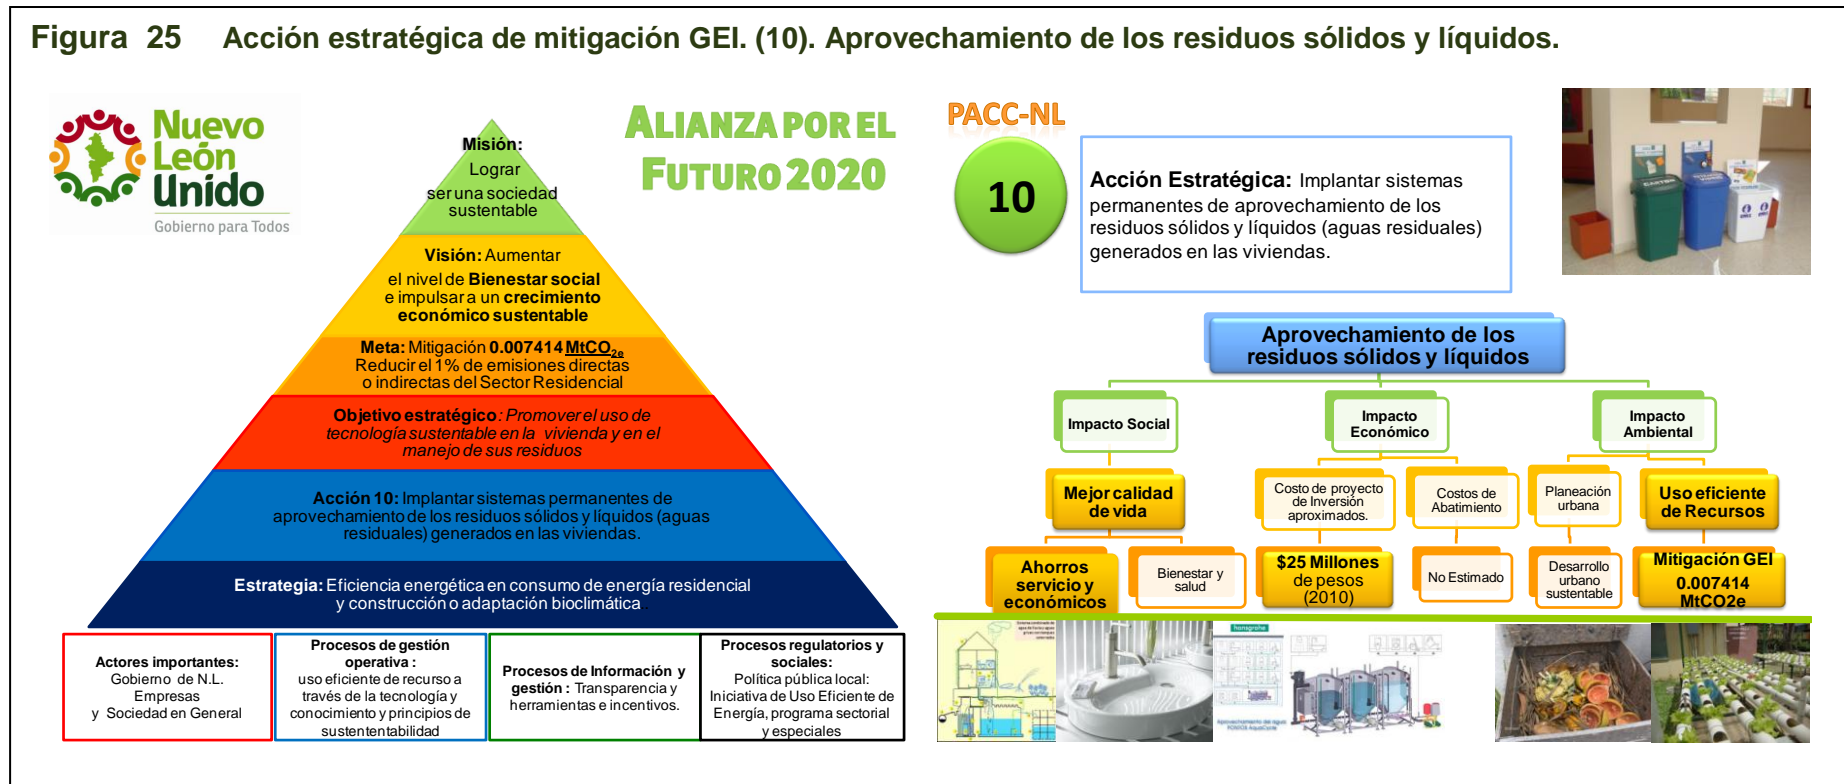 Figura 25 Acción estratégica de mitigación GEI. (10). Aprovechamiento de los residuos sólidos y líquidos.
Nuevo
León
Unido
Gobierno para Todos
ALIANZA POR EL
FUTURO 2020
Misión:
Lograr
ser una sociedad
sustentable
Visión: Aumentar
el nivel de Bienestar social
e impulsar a un crecimiento
económico sustentable
Meta: Mitigación 0.007414 MtCO2e
Reducir el 1% de emisiones directas
o indirectas del Sector Residencial
Objetivo estratégico: Promover el uso de
tecnología sustentable en la vivienda y en el
manejo de sus residuos
Acción 10: Implantar sistemas permanentes de
aprovechamiento de los residuos sólidos y líquidos (aguas
residuales) generados en las viviendas.
Estrategia: Eficiencia energética en consumo de energía residencial
y construcción o adaptación bioclimática.
Actores importantes:
Gobierno de N.L.
Empresas
y Sociedad en General
Procesos de gestión
operativa :
uso eficiente de recurso a
través de la tecnología y
conocimiento y principios de
sustententabilidad
Procesos de Información y
gestión : Transparencia y
herramientas e incentivos.
Procesos regulatorios y
sociales:
Política pública local:
Iniciativa de Uso Eficiente de
Energía, programa sectorial
y especiales
PACC-NL
10
Acción Estratégica: Implantar sistemas
permanentes de aprovechamiento de los
residuos sólidos y líquidos (aguas residuales)
generados en las viviendas.
Aprovechamiento de los
residuos sólidos y líquidos
Impacto Social
Impacto
Económico
Impacto
Ambiental
Mejor calidad
de vida
Costo de proyecto
de Inversión
aproximados.
Costos de
Abatimiento
Planeación
urbana
Uso eficiente
de Recursos
Ahorros
servicio y
económicos
Bienestar y
salud
$25 Millones
de pesos
(2010)
No Estimado
Desarrollo
urbano
sustentable
Mitigación GEI
0.007414
MtCO2e
hansgrohe
Aprovechamiento de agua